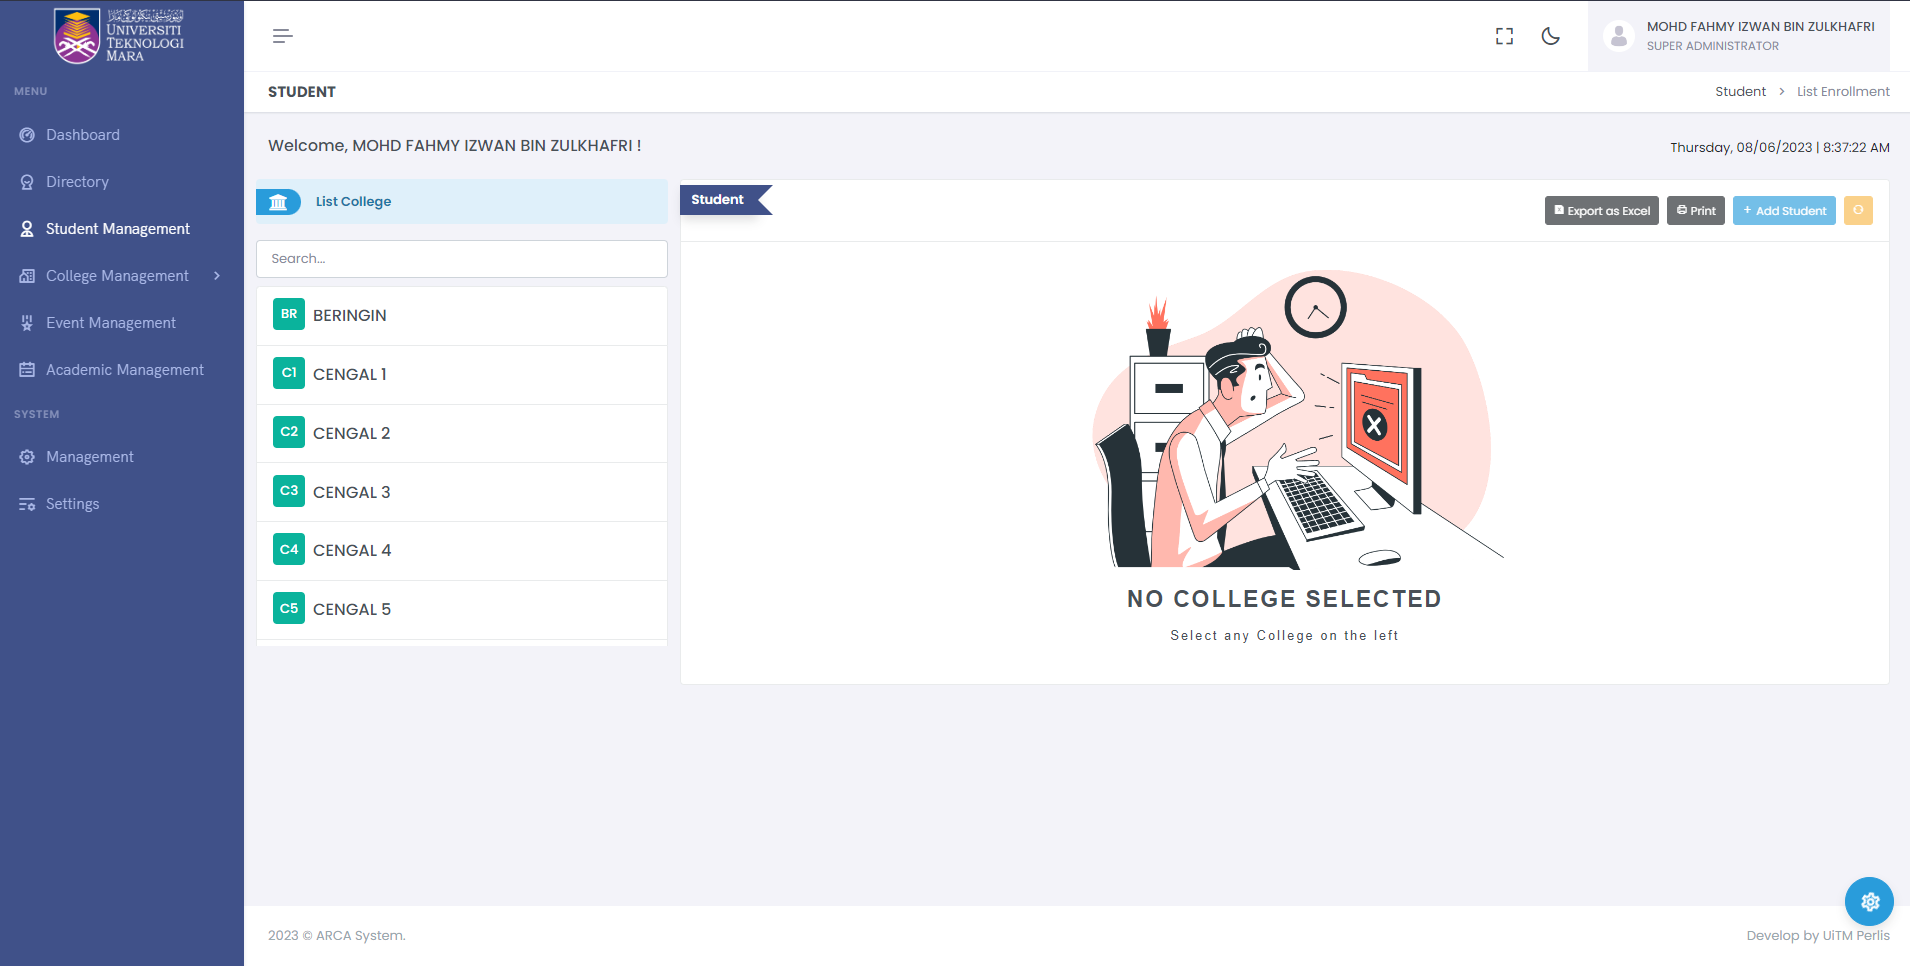 UNIVERSITI
TEKNOLOGI
MARA
MENU
Dashboard
Directory
Student Management
College Management
Event Management
Academic Management
SYSTEM
Management
Settings
MOHD FAHMY IZWAN BIN ZULKHAFRI
SUPER ADMINISTRATOR
STUDENT
Student > List Enrollment
Welcome, MOHD FAHMY IZWAN BIN ZULKHAFRI !
Thursday, 08/06/2023 | 8:37:22 AM
List College
Search...
BR BERINGIN
C1 CENGAL 1
C2 CENGAL 2
C3 CENGAL 3
C4 CENGAL 4
C5 CENGAL 5
Student
Export as Excel
Print
+ Add Student
NO COLLEGE SELECTED
Select any College on the left
2023 © ARCA System.
Develop by UiTM Perlis